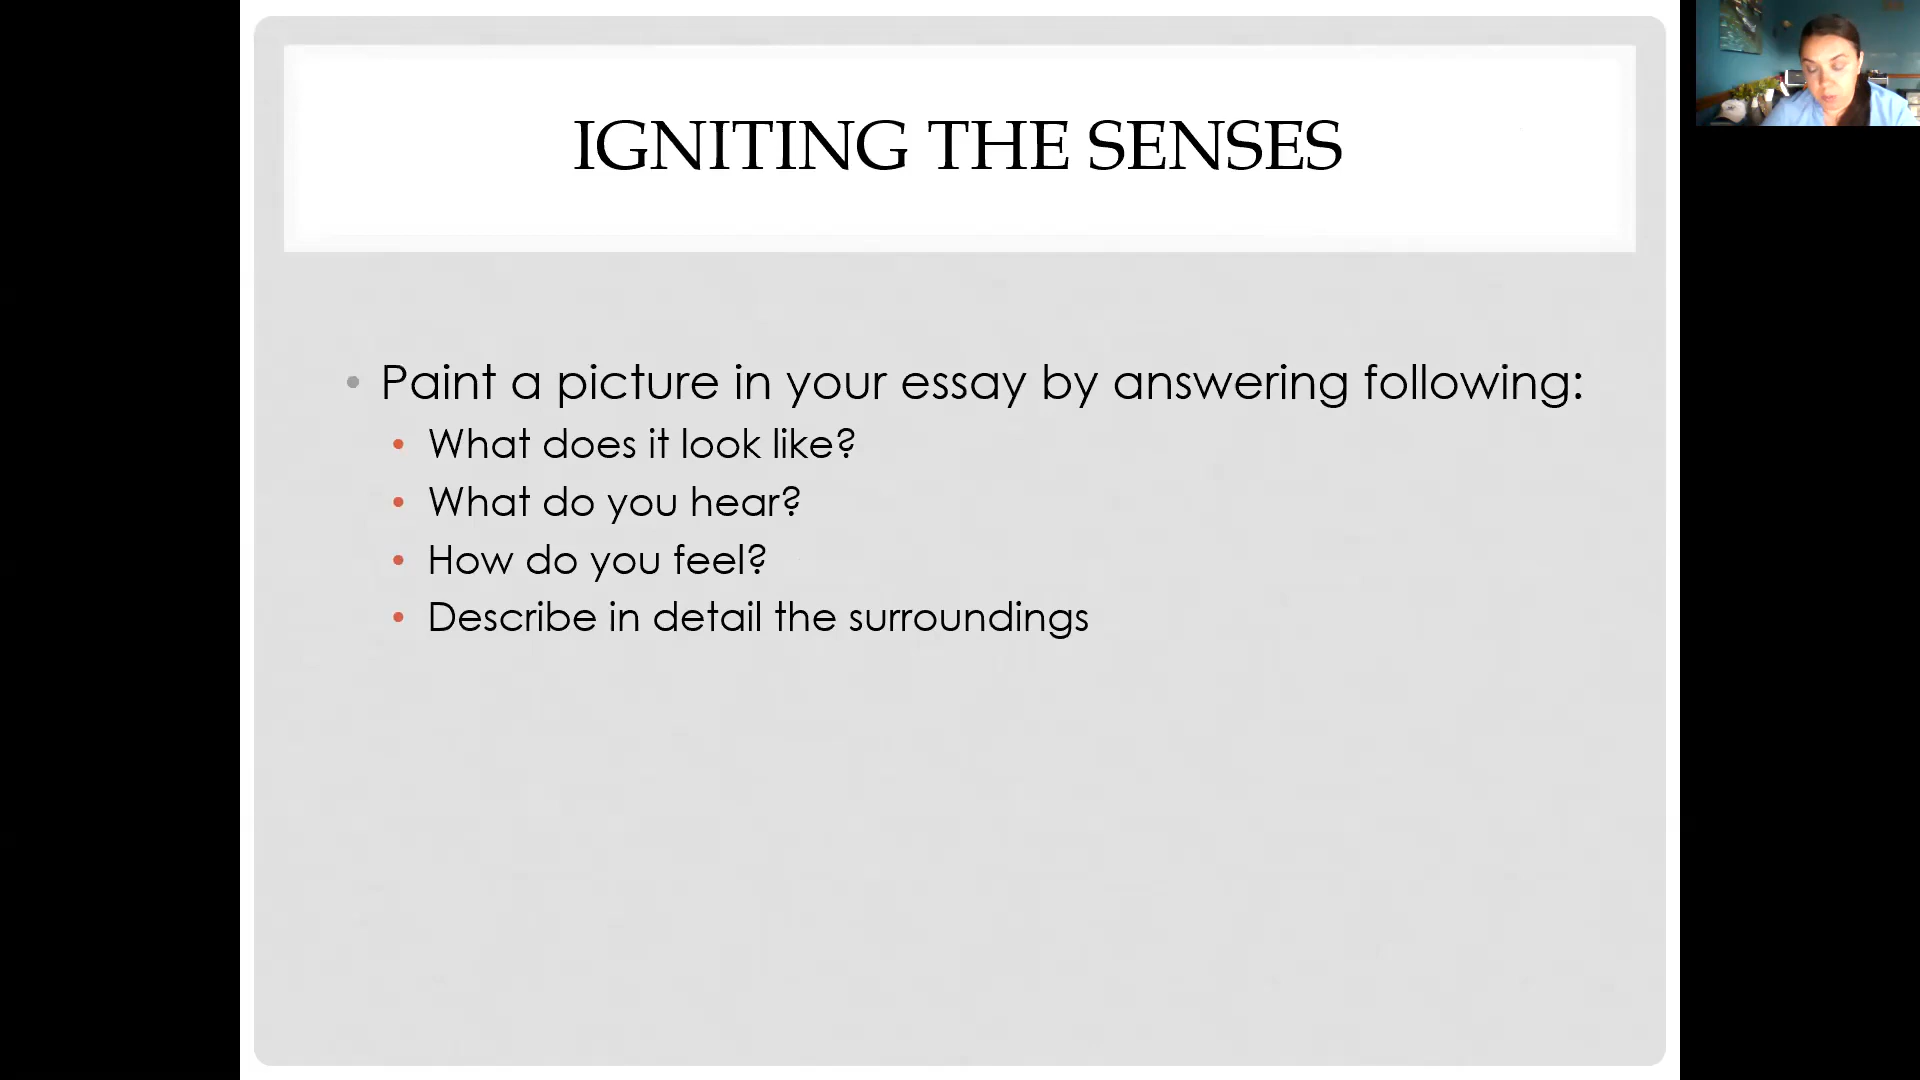 IGNITING THE SENSES
• Paint a picture in your essay by answering following:
• What does it look like?
• What do you hear?
• How do you feel?
• Describe in detail the surroundings